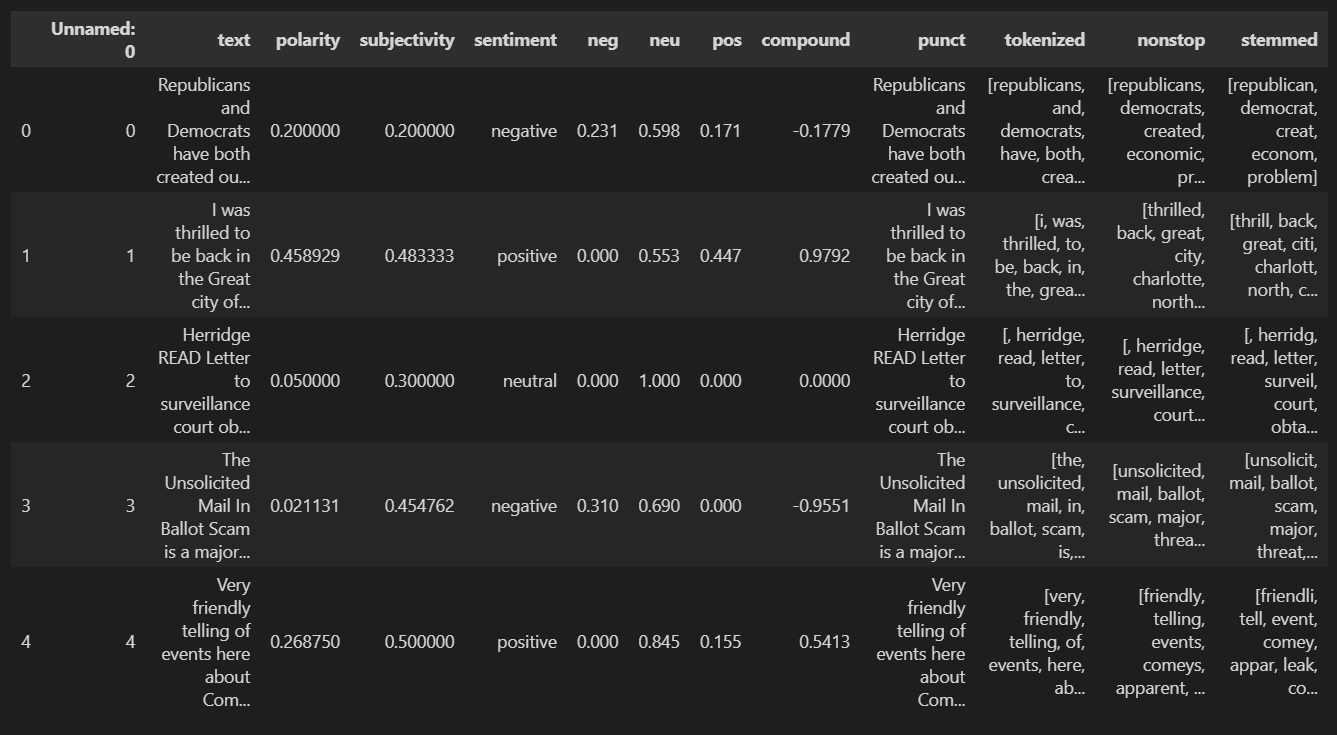 Unnamed: 0 text polarity subjectivity sentiment neg neu pos compound punct tokenized nonstop stemmed
0 0 Republicans and Democrats have both created ou... 0.200000 0.200000 negative 0.231 0.598 0.171 -0.1779 Republicans and Democrats have both created ou... [republicans, and, democrats, have, both, crea... [republicans, democrats, created, economic, pr... [republican, democrat, creat, econom, problem]
1 1 I was thrilled to be back in the Great city of... 0.458929 0.483333 positive 0.000 0.553 0.447 0.9792 I was thrilled to be back in the Great city of... [i, was, thrilled, to, be, back, in, the, grea... [thrilled, back, great, city, charlotte, north... [thrill, back, great, citi, charlott, north, c...
2 2 Herridge READ Letter to surveillance court ob... 0.050000 0.300000 neutral 0.000 1.000 0.000 0.0000 Herridge READ Letter to surveillance court ob... [, herridge, read, letter, to, surveillance, c... [, herridge, read, letter, surveillance, court... [, herridg, read, letter, surveil, court, obta...
3 3 The Unsolicited Mail In Ballot Scam is a major... 0.021131 0.454762 negative 0.310 0.690 0.000 -0.9551 The Unsolicited Mail In Ballot Scam is a major... [the, unsolicited, mail, in, ballot, scam, is,... [unsolicited, mail, ballot, scam, major, threa... [unsolicit, mail, ballot, scam, major, threat,...
4 4 Very friendly telling of events here about Com... 0.268750 0.500000 positive 0.000 0.845 0.155 0.5413 Very friendly telling of events here about Com... [very, friendly, telling, of, events, here, ab... [friendly, telling, events, comeys, apparent, ... [friendli, tell, event, comey, appar, leak, co...